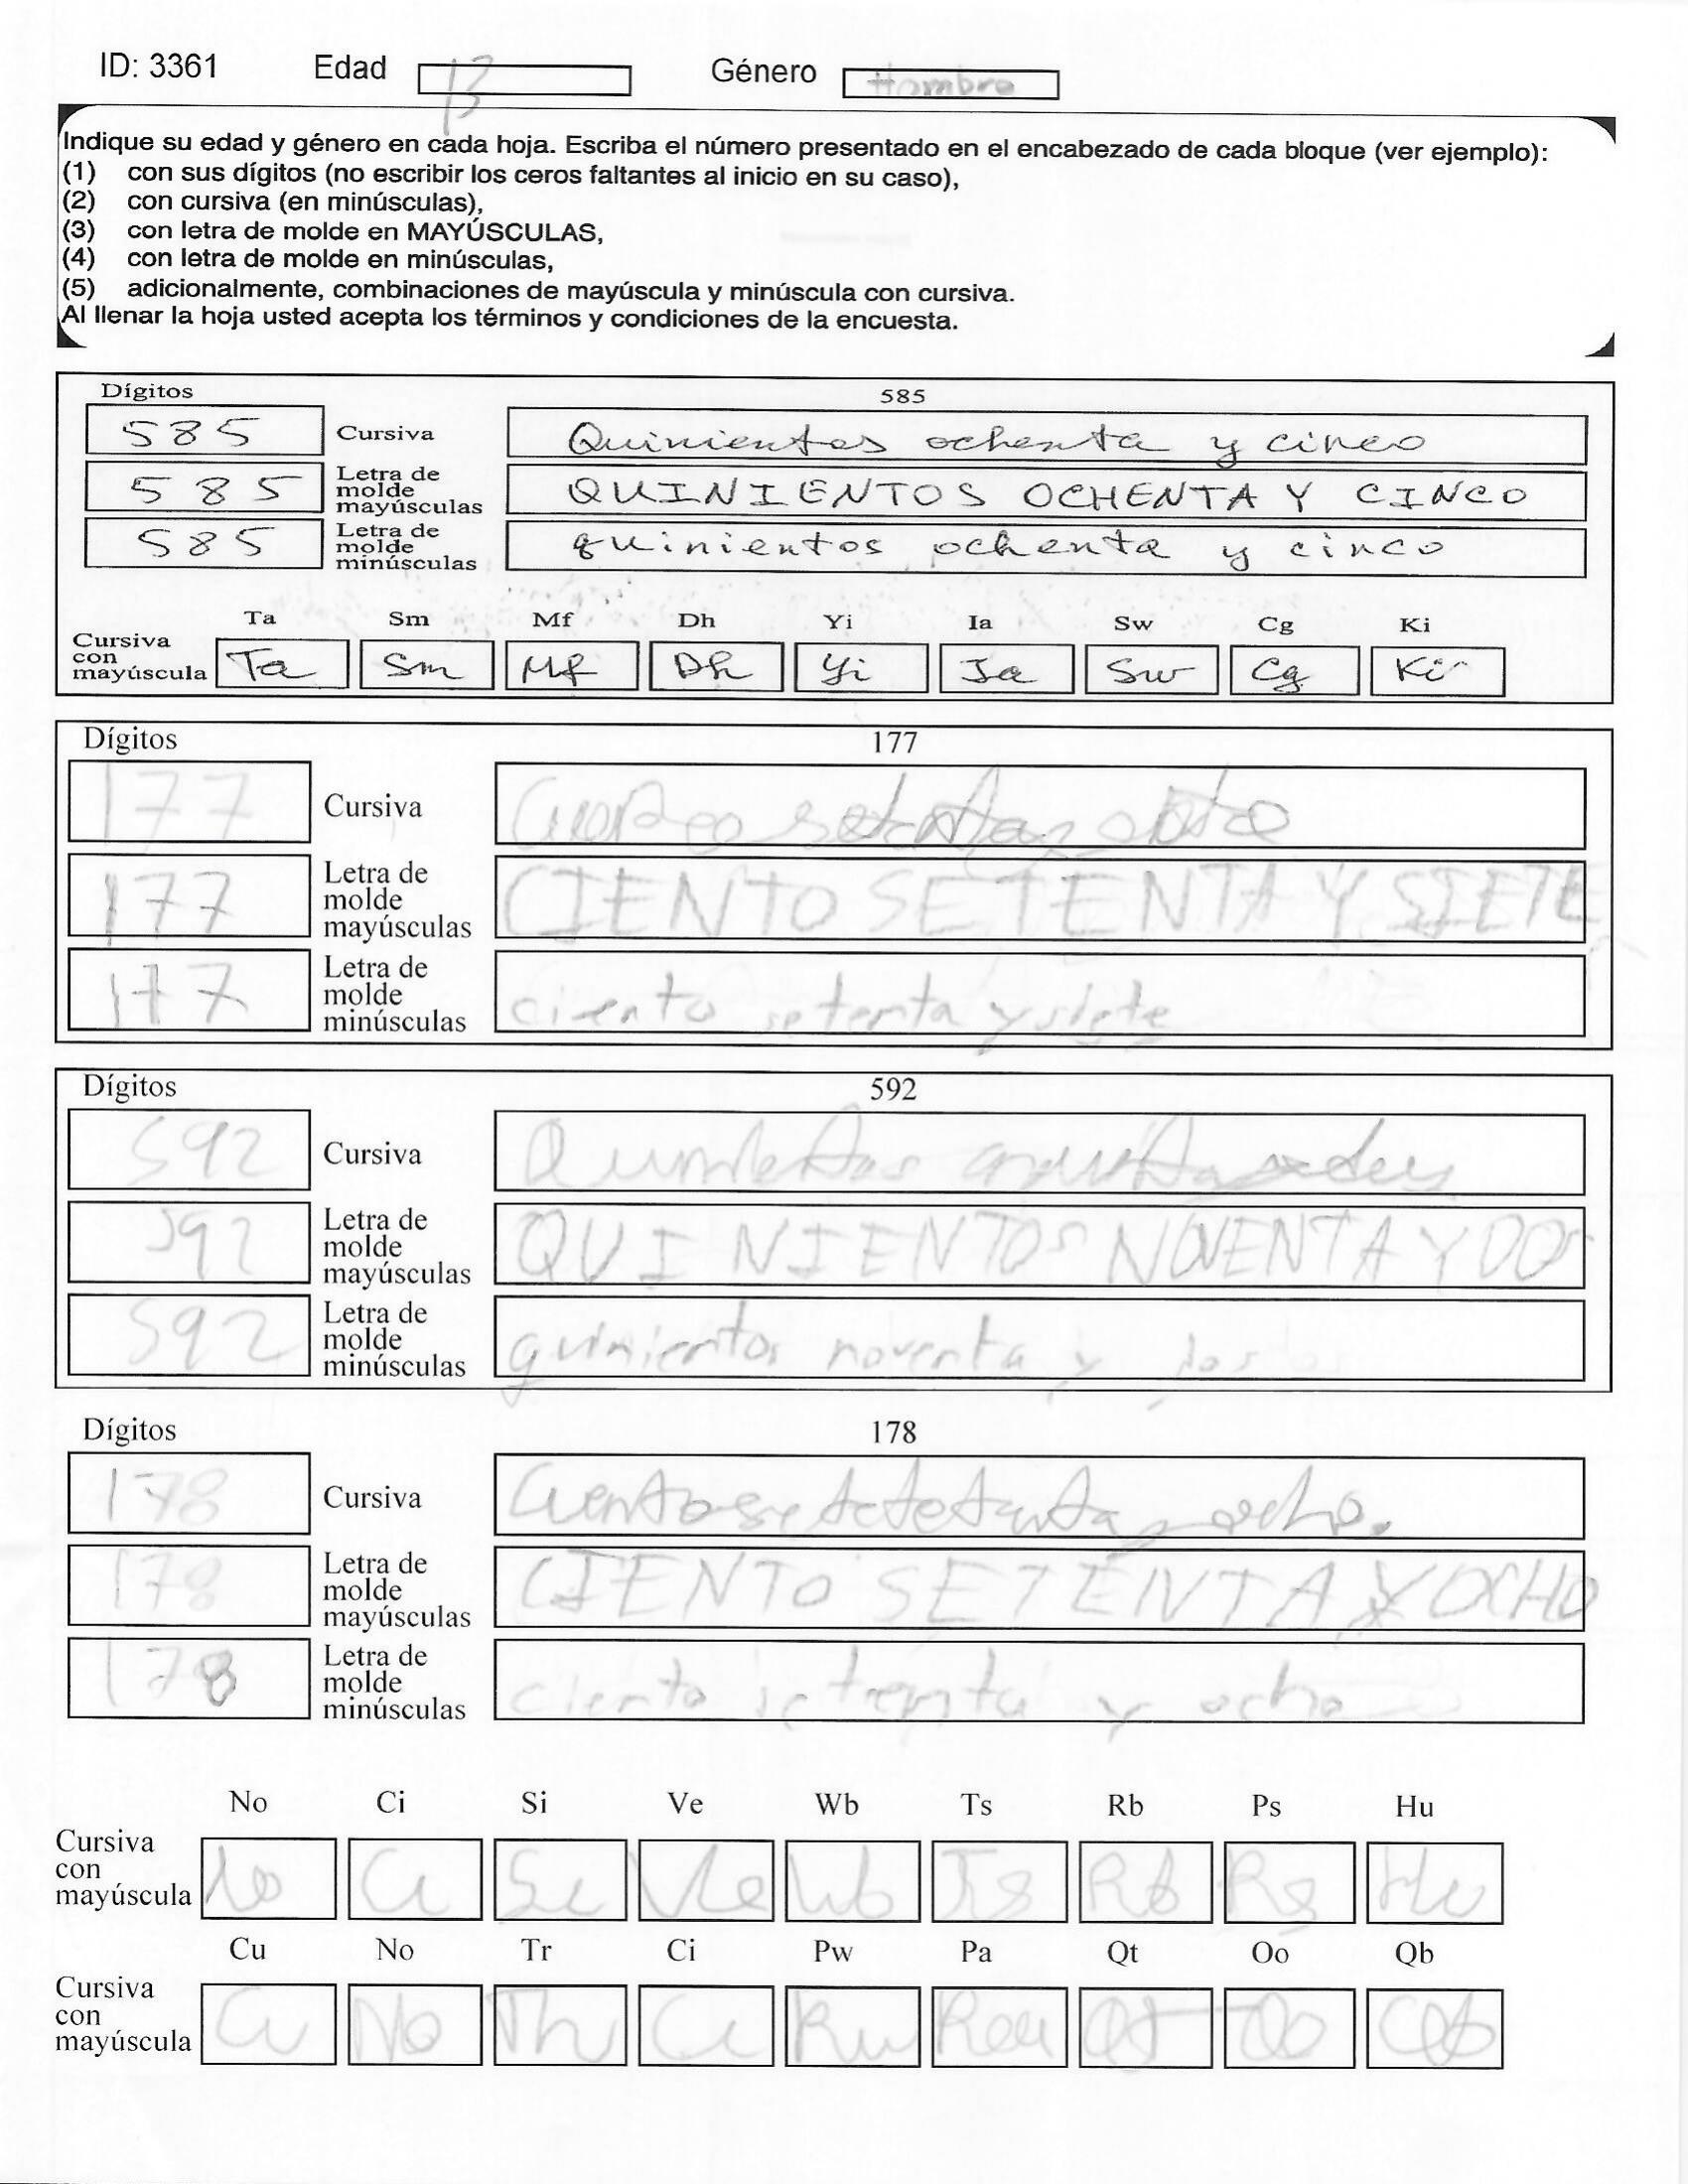 ID: 3361 Edad 13 Género Hombre
Indique su edad y género en cada hoja. Escriba el número presentado en el encabezado de cada bloque (ver ejemplo):
(1) con sus dígitos (no escribir los ceros faltantes al inicio en su caso),
(2) con cursiva (en minúsculas),
(3) con letra de molde en MAYÚSCULAS,
(4) con letra de molde en minúsculas,
(5) adicionalmente, combinaciones de mayúscula y minúscula con cursiva.
Al llenar la hoja usted acepta los términos y condiciones de la encuesta.
Dígitos 585
585 Cursiva Quinientos ochenta y cinco
585 Letra de molde mayúsculas QUINIENTOS OCHENTA Y CINCO
585 Letra de molde minúsculas quinientos ochenta y cinco
Ta Sm Mf Dh Yi Ia Sw Cg Ki
Cursiva con mayúscula Ta Sm Mf Dh Yi Ia Sw Cg Ki
Dígitos 177
177 Cursiva
177 Letra de molde mayúsculas CIENTO SETENTA Y SIETE
177 Letra de molde minúsculas ciento setenta y siete
Dígitos 592
592 Cursiva
592 Letra de molde mayúsculas QUINIENTOS NOVENTA Y DOS
592 Letra de molde minúsculas quinientos noventa y dos
Dígitos 178
178 Cursiva ocho
178 Letra de molde mayúsculas CIENTO SETENTA Y OCHO
178 Letra de molde minúsculas ciento setenta y ocho
No Ci Si Ve Wb Ts Rb Ps Hu
Cursiva con mayúscula No Ci Si Ve Wb Ts Rb Ps Hu
Cu No Tr Ci Pw Pa Qt Oo Qb
Cursiva con mayúscula Cu No Ci Qt Oo Qb